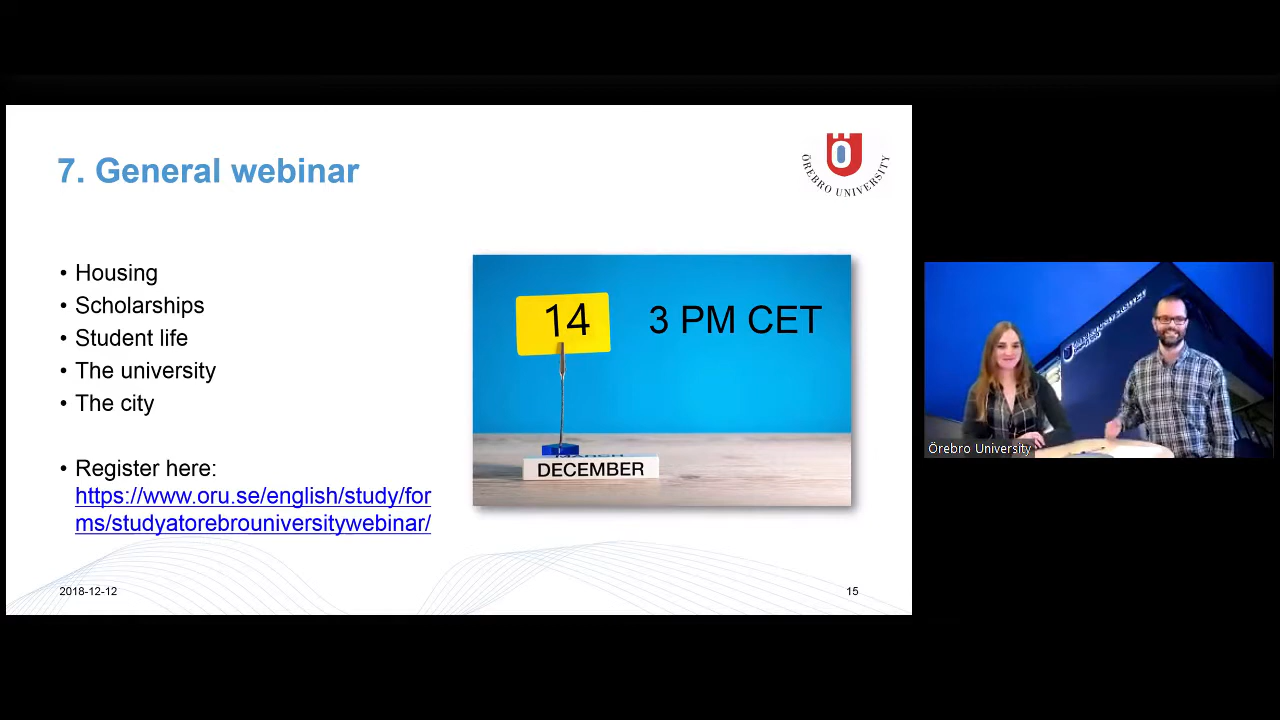 7. General webinar
ÖREBRO UNIVERSITY
• Housing
• Scholarships
• Student life
• The university
• The city
• Register here:
https://www.oru.se/english/study/for
ms/studyatorebrouniversitywebinar/
14
3 PM CET
DECEMBER
2018-12-12
15
Örebro University